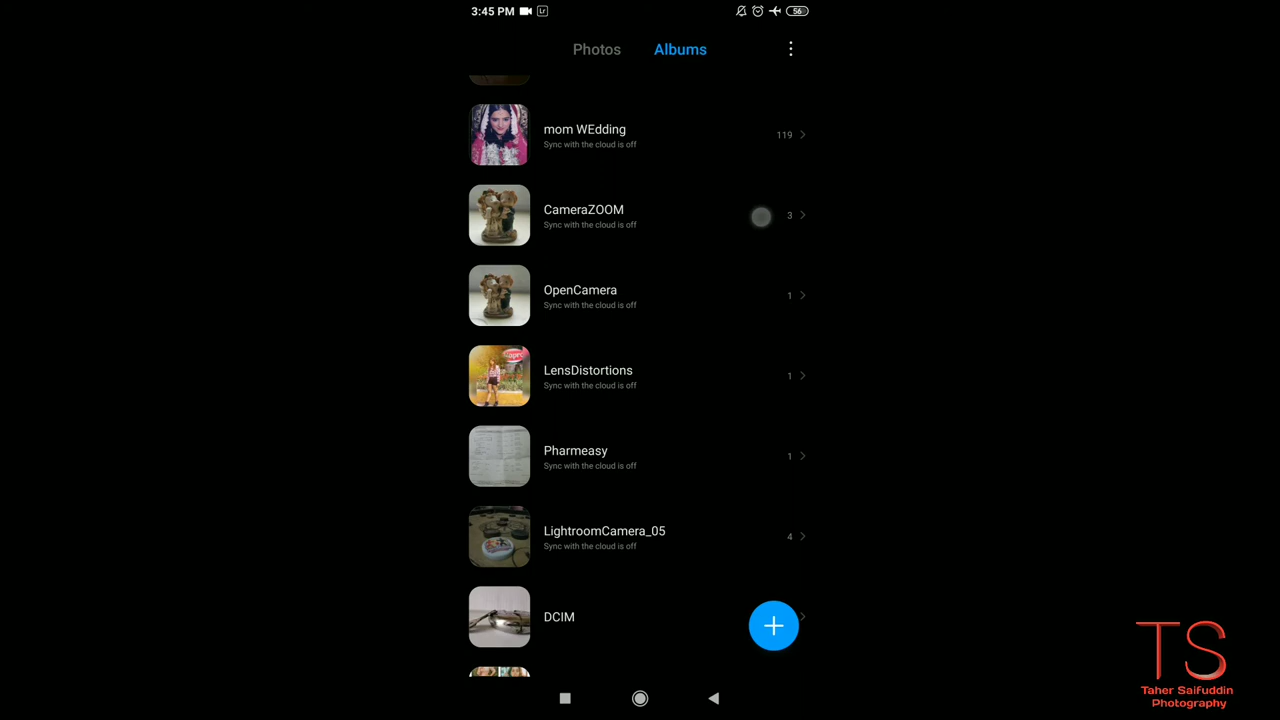 3:45 PM Lr 56
Photos Albums
mom WEdding
Sync with the cloud is off
119
CameraZOOM
Sync with the cloud is off
3
OpenCamera
Sync with the cloud is off
1
LensDistortions
Sync with the cloud is off
1
Pharmeasy
Sync with the cloud is off
1
LightroomCamera_05
Sync with the cloud is off
4
DCIM
TS
Taher Saifuddin
Photography